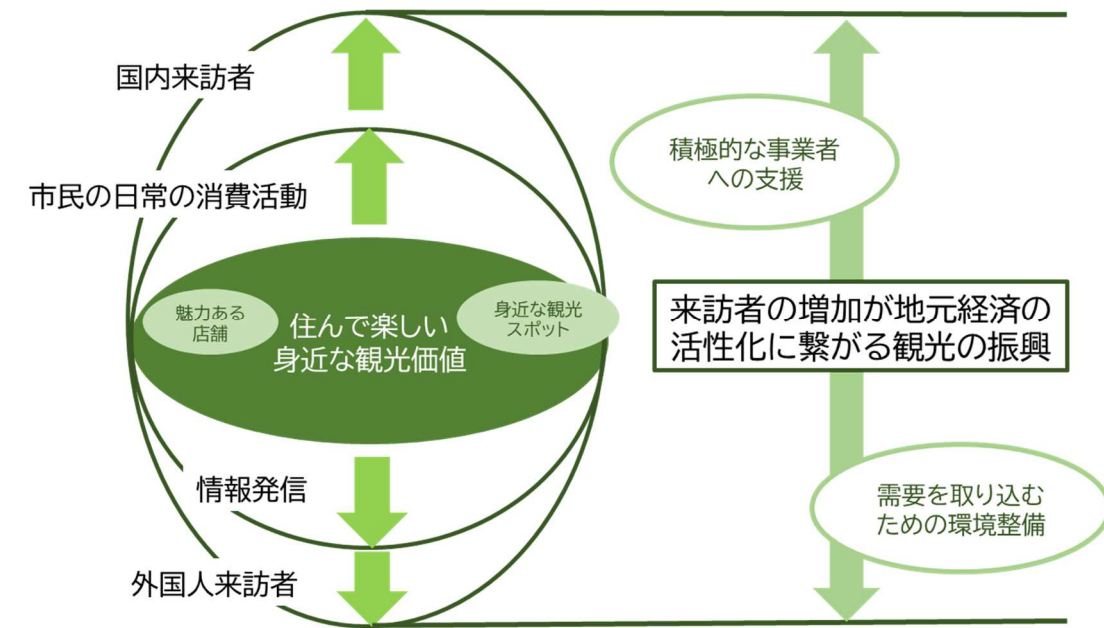 国内来訪者
市民の日常の消費活動
魅力ある
店舗
住んで楽しい
身近な観光価値
身近な観光
スポット
情報発信
外国人来訪者
積極的な事業者
への支援
来訪者の増加が地元経済の
活性化に繋がる観光の振興
需要を取り込む
ための環境整備